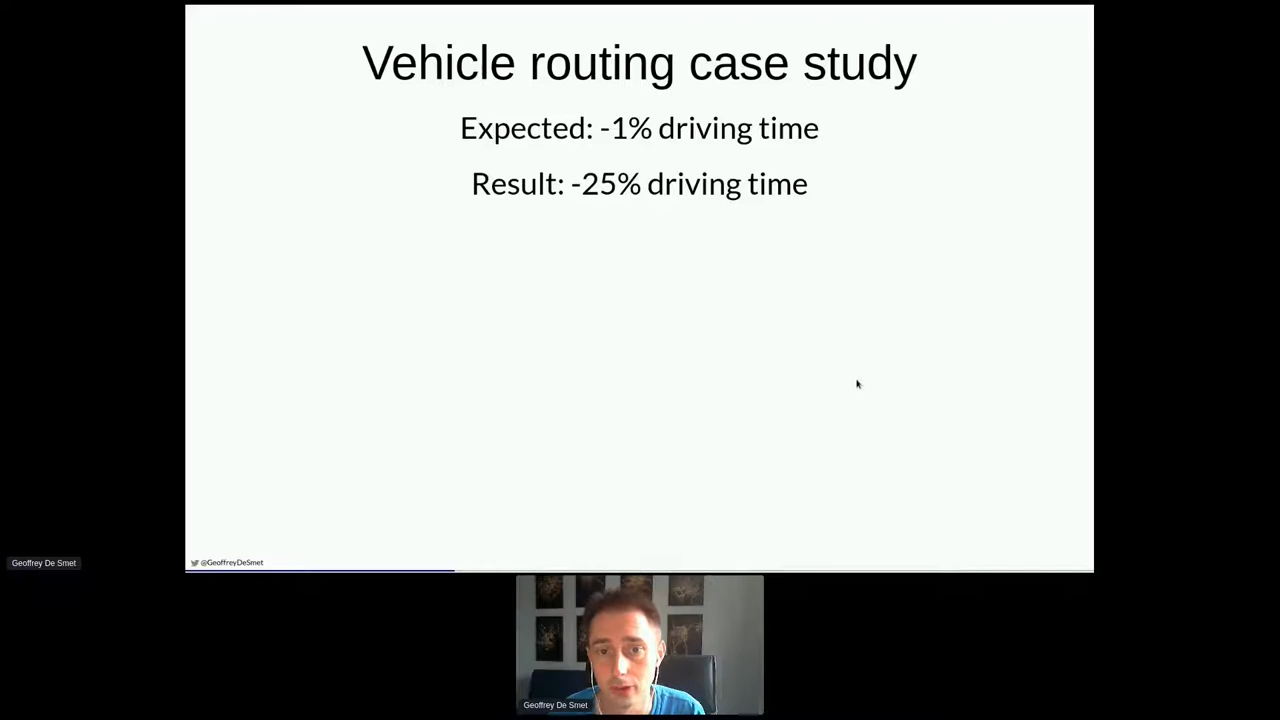 Vehicle routing case study
Expected: -1% driving time
Result: -25% driving time
@GeoffreyDeSmet
Geoffrey De Smet
Geoffrey De Smet